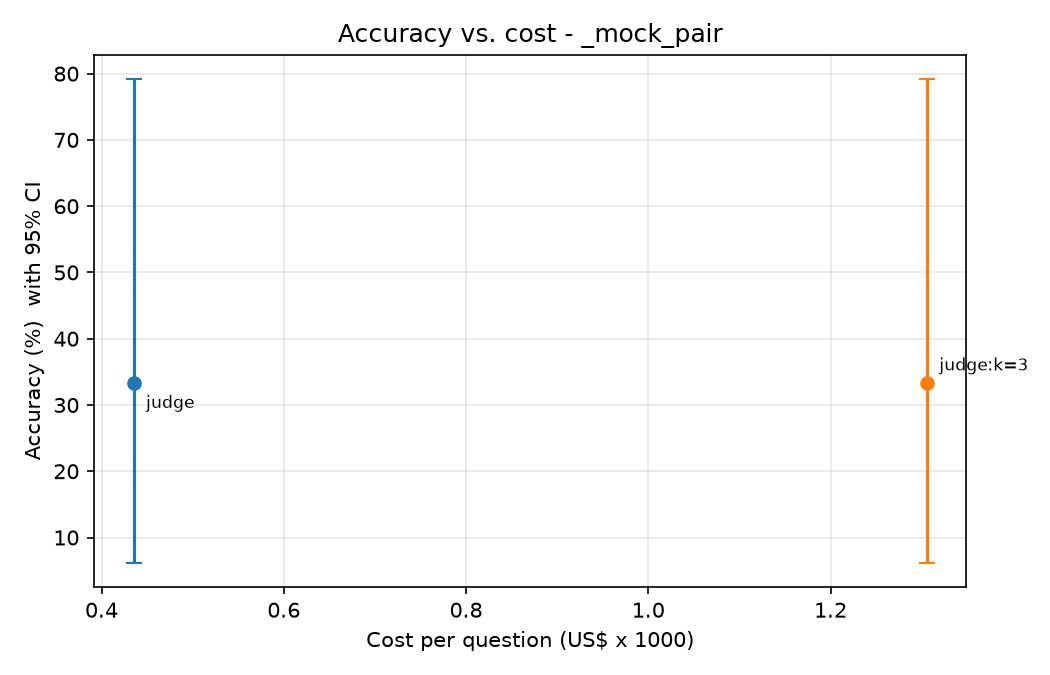 Accuracy vs. cost - _mock_pair
Accuracy (%)  with 95% CI
80
70
60
50
40
30
20
10
judge
judge:k=3
0.4
0.6
0.8
1.0
1.2
Cost per question (US$ x 1000)